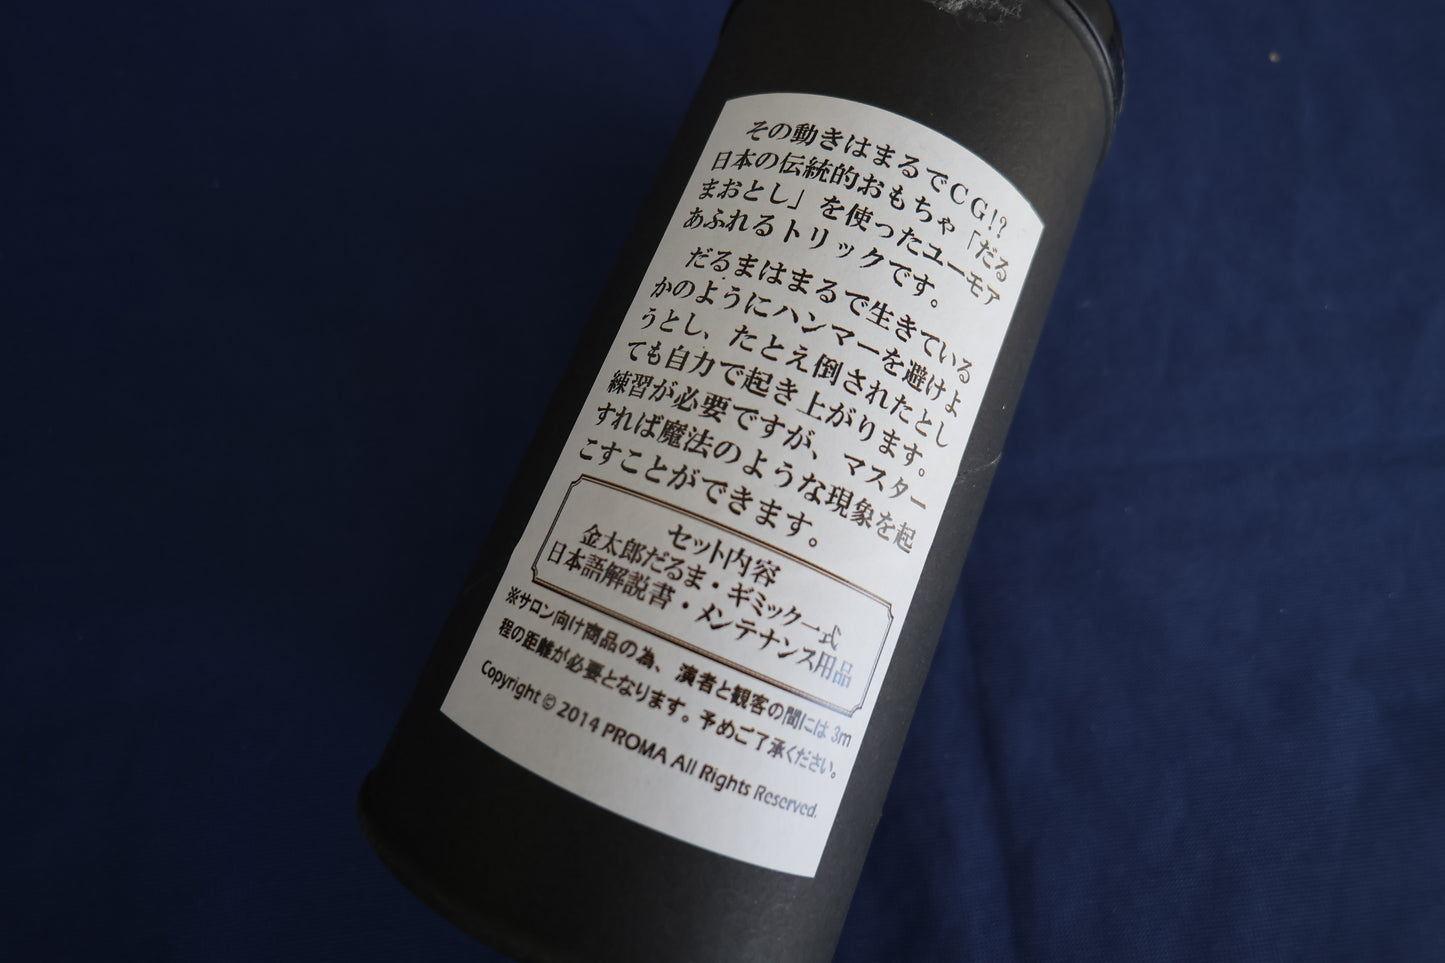 その動きはまるでCG!?
日本の伝統的おもちゃ「だる
まおとし」を使ったユーモア
あふれるトリックです。
だるまはまるで生きている
かのようにハンマーを避けよ
うとし、たとえ倒されたとし
ても自力で起き上がります。
練習が必要ですが、マスター
すれば魔法のような現象を起
こすことができます。
セット内容
金太郎だるま・ギミック一式
日本語解説書・メンテナンス用品
※サロン向け商品の為、演者と観客の間には3m
程の距離が必要となります。予めご了承ください。
Copyright © 2014 PROMA All Rights Reserved.